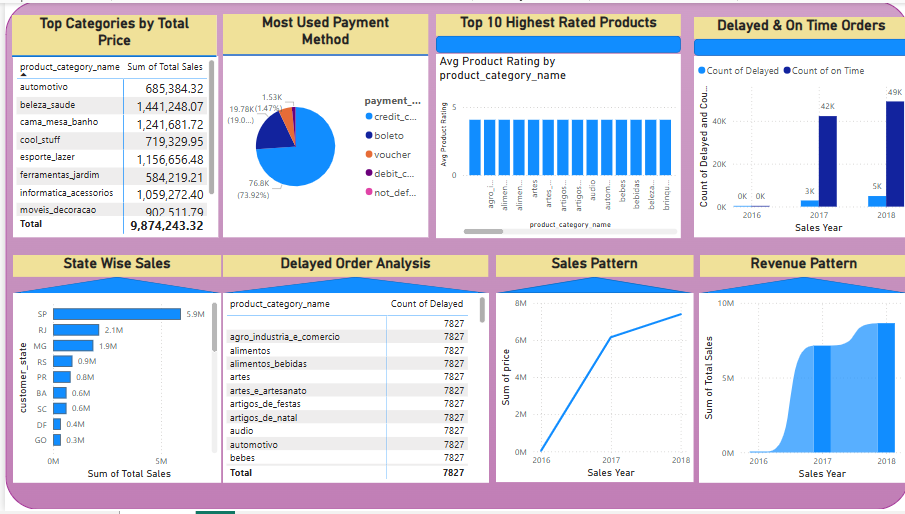 Top Categories by Total
Price
product_category_name Sum of Total Sales
automotivo 685,384.32
beleza_saude 1,441,248.07
cama_mesa_banho 1,241,681.72
cool_stuff 719,329.95
esporte_lazer 1,156,656.48
ferramentas_jardim 584,219.21
informatica_acessorios 1,059,272.40
moveis_decoracao 902,511.79
Total 9,874,243.32
Most Used Payment
Method
1.53K
19.78K (1.47%)
(19.0...)
76.8K
(73.92%)
payment_...
credit_c...
boleto
voucher
debit_c...
not_def...
Top 10 Highest Rated Products
Avg Product Rating by
product_category_name
Avg Product Rating
5
0
agro_i...
alimen...
alimen...
artes
artes_...
artigos...
artigos...
audio
autom...
bebes
bebidas
beleza...
brinqu...
product_category_name
Delayed & On Time Orders
Count of Delayed Count of on Time
Count of Delayed and Cou...
40K
20K
0K
0K 0K
3K
42K
5K
49K
2016 2017 2018
Sales Year
State Wise Sales
customer_state
SP 5.9M
RJ 2.1M
MG 1.9M
RS 0.9M
PR 0.8M
BA 0.6M
SC 0.6M
DF 0.4M
GO 0.3M
0M 5M
Sum of Total Sales
Delayed Order Analysis
product_category_name Count of Delayed
7827
agro_industria_e_comercio 7827
alimentos 7827
alimentos_bebidas 7827
artes 7827
artes_e_artesanato 7827
artigos_de_festas 7827
artigos_de_natal 7827
audio 7827
automotivo 7827
bebes 7827
Total 7827
Sales Pattern
Sum of price
8M
6M
4M
2M
0M
2016 2017 2018
Sales Year
Revenue Pattern
Sum of Total Sales
10M
5M
0M
2016 2017 2018
Sales Year